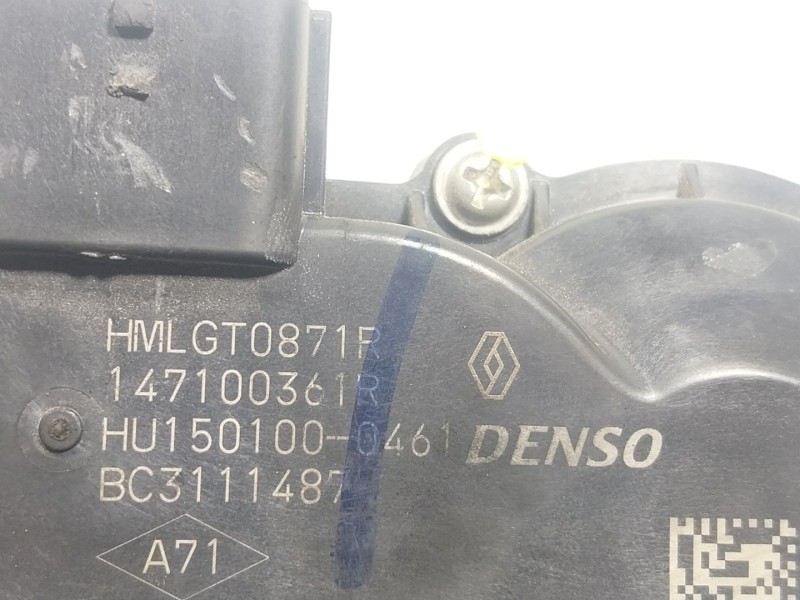 HMLGT0871R
147100361R
HU150100-0461
DENSO
BC3111487
A71